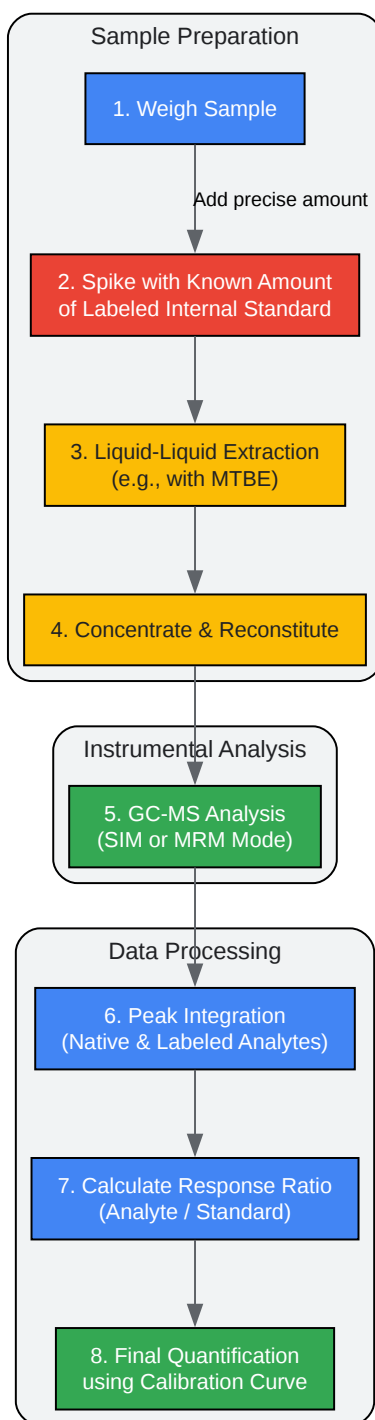 Sample Preparation
1. Weigh Sample
Add precise amount
2. Spike with Known Amount
of Labeled Internal Standard
3. Liquid-Liquid Extraction
(e.g., with MTBE)
4. Concentrate & Reconstitute
Instrumental Analysis
5. GC-MS Analysis
(SIM or MRM Mode)
Data Processing
6. Peak Integration
(Native & Labeled Analytes)
7. Calculate Response Ratio
(Analyte / Standard)
8. Final Quantification
using Calibration Curve